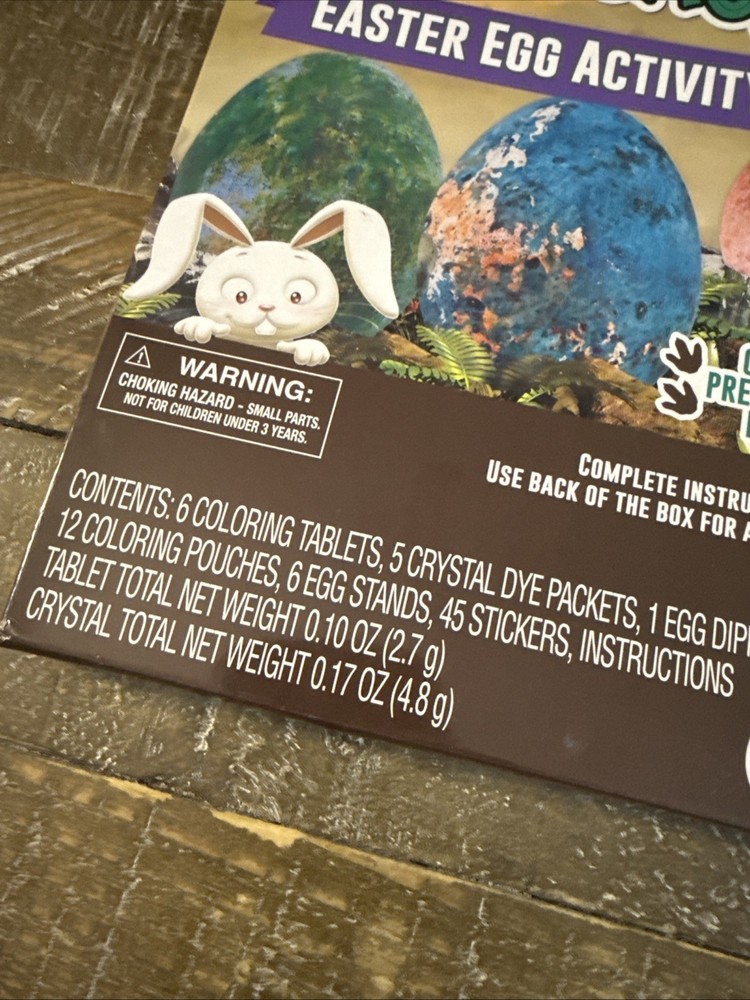 EASTER EGG ACTIVITY
WARNING:
CHOKING HAZARD - SMALL PARTS.
NOT FOR CHILDREN UNDER 3 YEARS.
PRE
COMPLETE INSTRU
USE BACK OF THE BOX FOR A
CONTENTS: 6 COLORING TABLETS, 5 CRYSTAL DYE PACKETS, 1 EGG DIPP
12 COLORING POUCHES, 6 EGG STANDS, 45 STICKERS, INSTRUCTIONS
TABLET TOTAL NET WEIGHT 0.10 OZ (2.7 g)
CRYSTAL TOTAL NET WEIGHT 0.17 OZ (4.8 g)